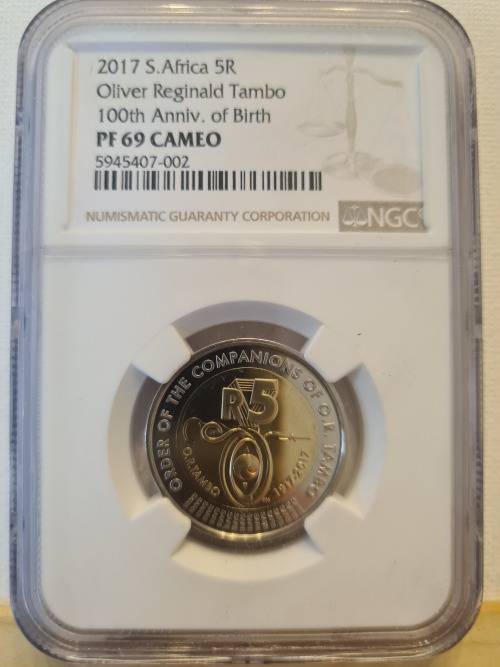 2017 S.Africa 5R
Oliver Reginald Tambo
100th Anniv. of Birth
PF 69 CAMEO
5945407-002
NUMISMATIC GUARANTY CORPORATION
NGC
ORDER OF THE COMPANIONS OF O.R. TAMBO
R5
O.R.TAMBO
1917-2017